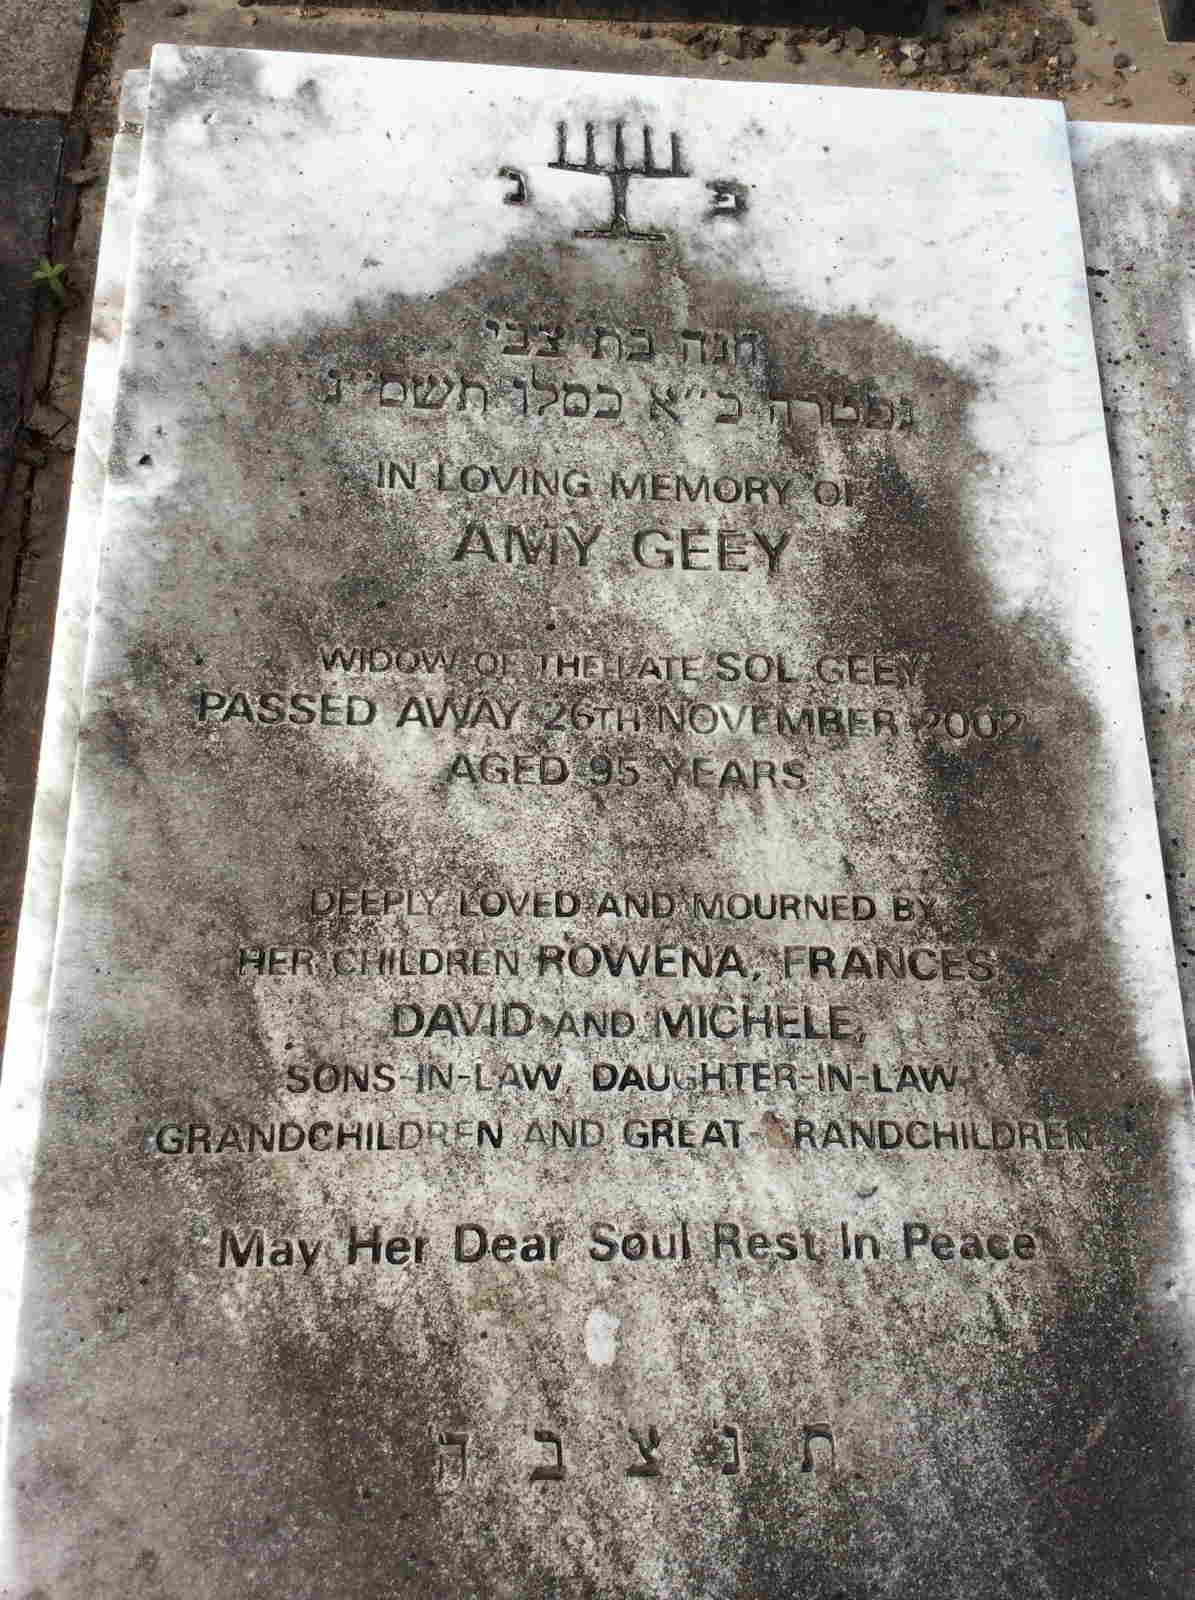 פ נ
חנה בת צבי
נפטרה כ״א כסלו תשס״ג
IN LOVING MEMORY OF
AMY GEEY
WIDOW OF THE LATE SOL GEEY
PASSED AWAY 26TH NOVEMBER 2002
AGED 95 YEARS
DEEPLY LOVED AND MOURNED BY
HER CHILDREN ROWENA, FRANCES
DAVID AND MICHELE,
SONS-IN-LAW, DAUGHTER-IN-LAW
GRANDCHILDREN AND GREAT-GRANDCHILDREN
May Her Dear Soul Rest In Peace
ת נ צ ב ה